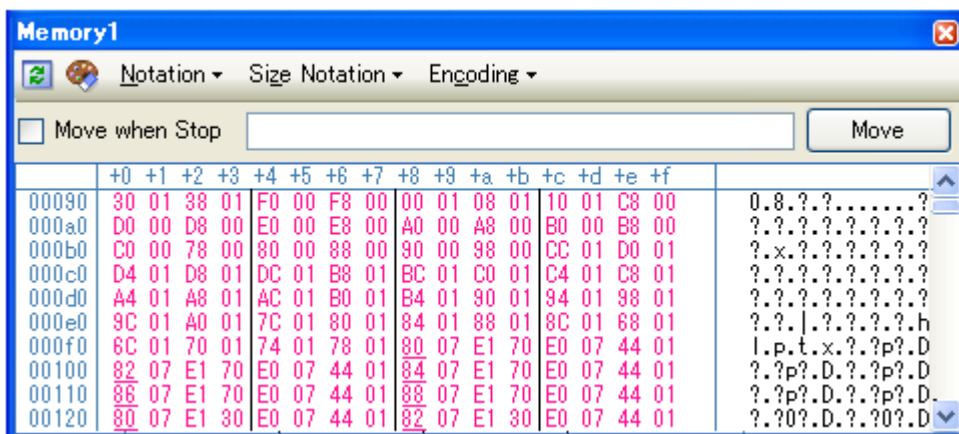 Memory1
Notation Size Notation Encoding
Move when Stop Move
+0 +1 +2 +3 +4 +5 +6 +7 +8 +9 +a +b +c +d +e +f
00090 30 01 38 01 F0 00 F8 00 00 01 08 01 10 01 C8 00 0.8.?.?.......?
000a0 D0 00 D8 00 E0 00 E8 00 A0 00 A8 00 B0 00 B8 00 ?.?.?.?.?.?.?.?
000b0 C0 00 78 00 80 00 88 00 90 00 98 00 CC 01 D0 01 ?.x.?.?.?.?.?.?
000c0 D4 01 D8 01 DC 01 B8 01 BC 01 C0 01 C4 01 C8 01 ?.?.?.?.?.?.?.?
000d0 A4 01 A8 01 AC 01 B0 01 B4 01 90 01 94 01 98 01 ?.?.?.?.?.?.?.?
000e0 9C 01 A0 01 7C 01 80 01 84 01 88 01 8C 01 68 01 ?.?.|.?.?.?.?.h
000f0 6C 01 70 01 74 01 78 01 80 07 E1 70 E0 07 44 01 l.p.t.x.?.?p?.D
00100 82 07 E1 70 E0 07 44 01 84 07 E1 70 E0 07 44 01 ?.?p?.D.?.?p?.D
00110 86 07 E1 70 E0 07 44 01 88 07 E1 70 E0 07 44 01 ?.?p?.D.?.?p?.D.
00120 80 07 E1 30 E0 07 44 01 82 07 E1 30 E0 07 44 01 ?.?0?.D.?.?0?.D